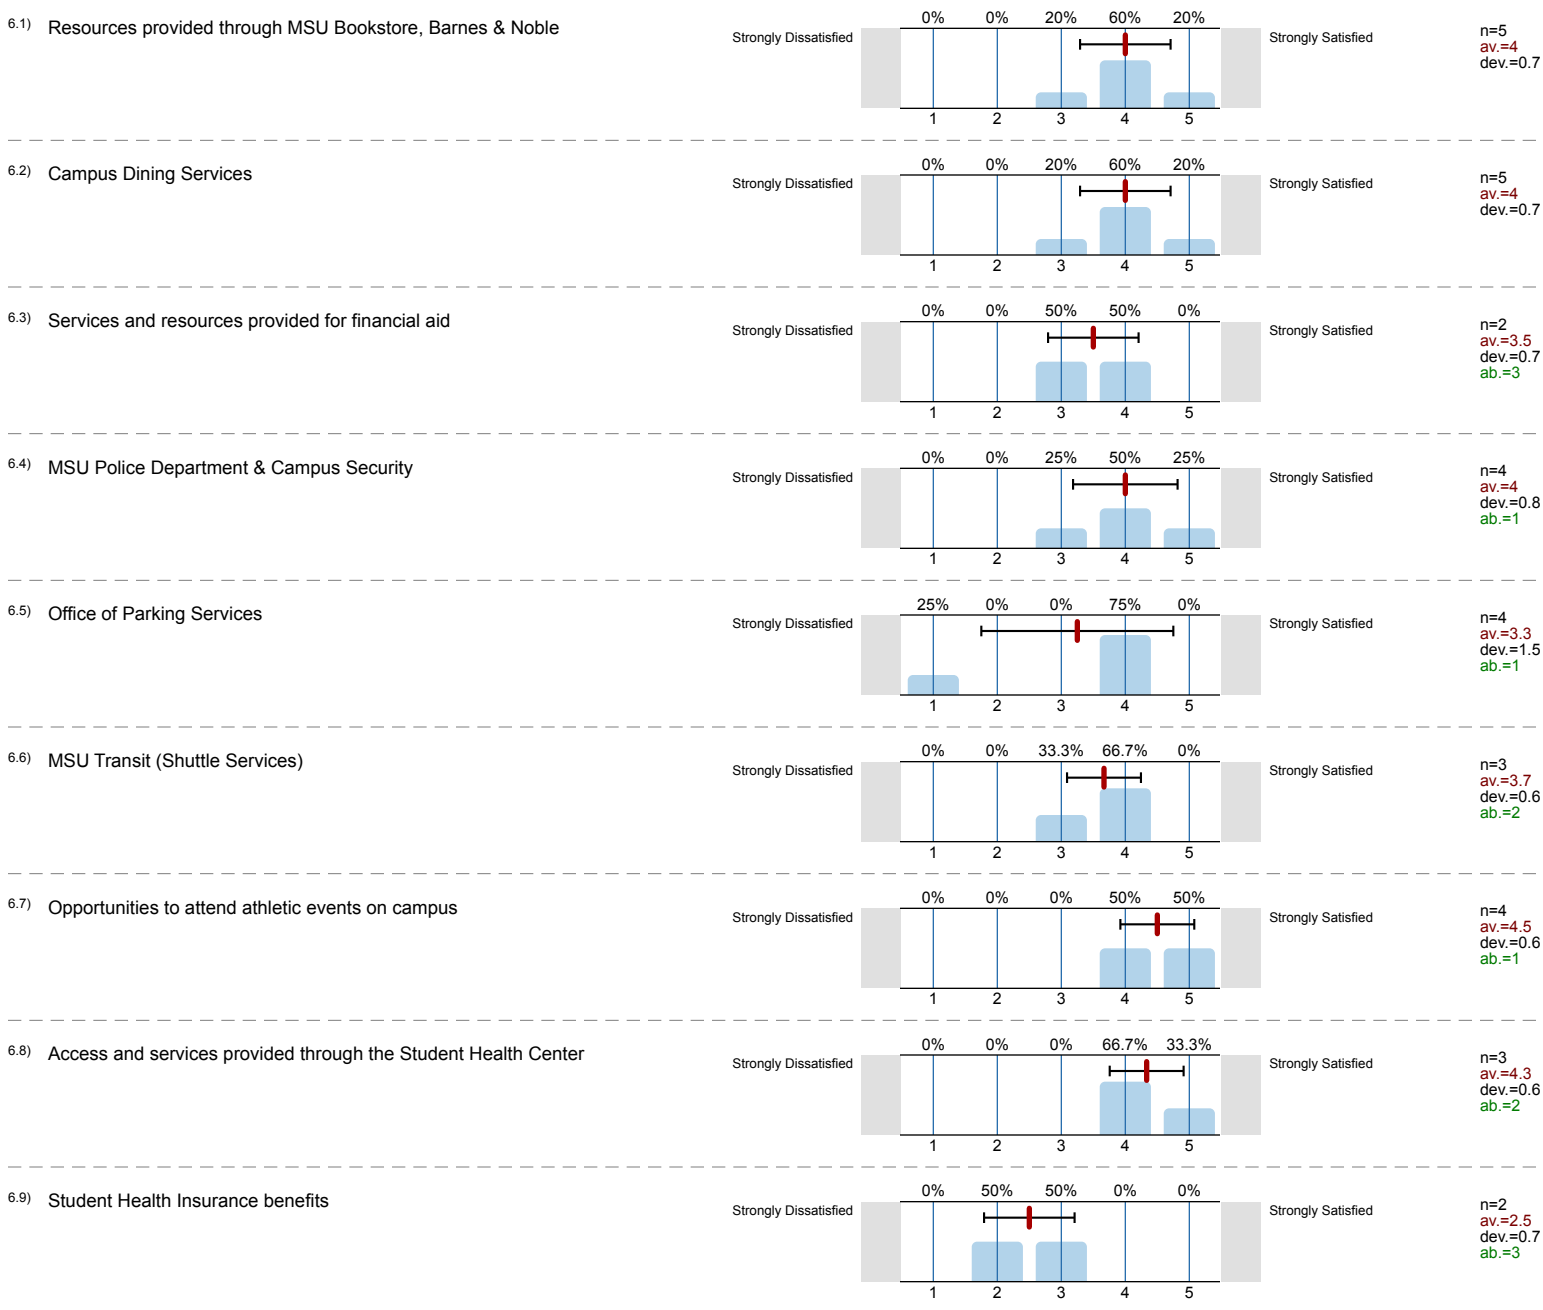 6.1) Resources provided through MSU Bookstore, Barnes & Noble
0% 0% 20% 60% 20%
Strongly Dissatisfied Strongly Satisfied
n=5
av.=4
dev.=0.7
1 2 3 4 5
6.2) Campus Dining Services
0% 0% 20% 60% 20%
Strongly Dissatisfied Strongly Satisfied
n=5
av.=4
dev.=0.7
1 2 3 4 5
6.3) Services and resources provided for financial aid
0% 0% 50% 50% 0%
Strongly Dissatisfied Strongly Satisfied
n=2
av.=3.5
dev.=0.7
ab.=3
1 2 3 4 5
6.4) MSU Police Department & Campus Security
0% 0% 25% 50% 25%
Strongly Dissatisfied Strongly Satisfied
n=4
av.=4
dev.=0.8
ab.=1
1 2 3 4 5
6.5) Office of Parking Services
25% 0% 0% 75% 0%
Strongly Dissatisfied Strongly Satisfied
n=4
av.=3.3
dev.=1.5
ab.=1
1 2 3 4 5
6.6) MSU Transit (Shuttle Services)
0% 0% 33.3% 66.7% 0%
Strongly Dissatisfied Strongly Satisfied
n=3
av.=3.7
dev.=0.6
ab.=2
1 2 3 4 5
6.7) Opportunities to attend athletic events on campus
0% 0% 0% 50% 50%
Strongly Dissatisfied Strongly Satisfied
n=4
av.=4.5
dev.=0.6
ab.=1
1 2 3 4 5
6.8) Access and services provided through the Student Health Center
0% 0% 0% 66.7% 33.3%
Strongly Dissatisfied Strongly Satisfied
n=3
av.=4.3
dev.=0.6
ab.=2
1 2 3 4 5
6.9) Student Health Insurance benefits
0% 50% 50% 0% 0%
Strongly Dissatisfied Strongly Satisfied
n=2
av.=2.5
dev.=0.7
ab.=3
1 2 3 4 5